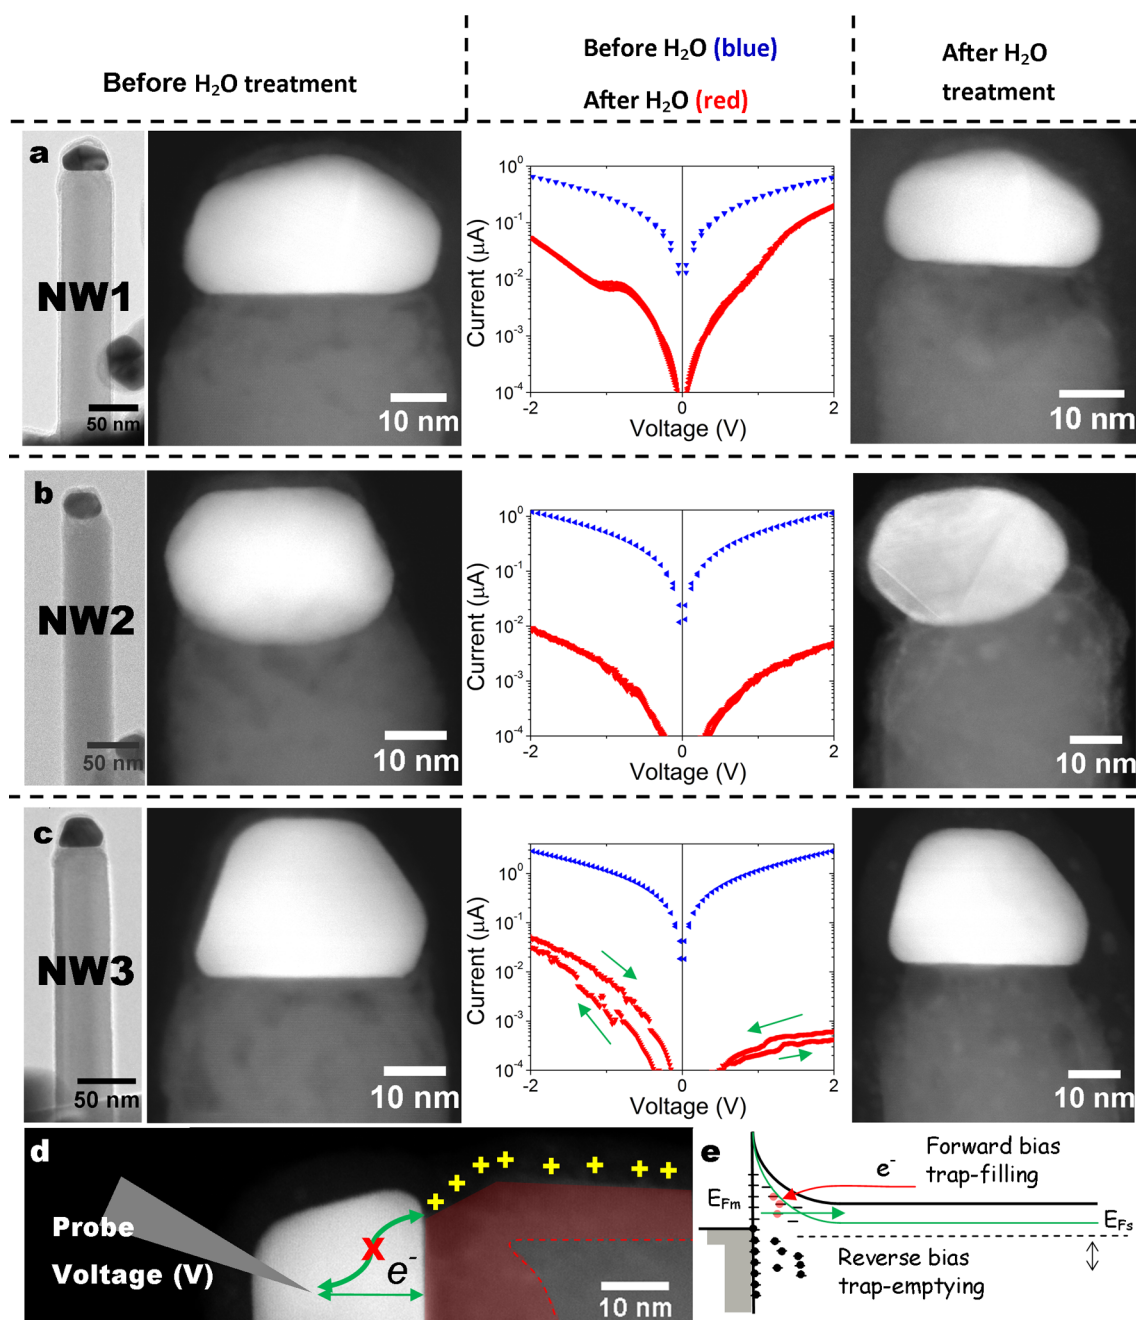 Before H₂O treatment
Before H₂O (blue)
After H₂O (red)
After H₂O
treatment
a
NW1
50 nm
10 nm
10⁰
10⁻¹
10⁻²
10⁻³
10⁻⁴
Current (μA)
-2
0
2
Voltage (V)
10 nm
b
NW2
50 nm
10 nm
10⁰
10⁻¹
10⁻²
10⁻³
10⁻⁴
Current (μA)
-2
0
2
Voltage (V)
10 nm
c
NW3
50 nm
10 nm
10⁰
10⁻¹
10⁻²
10⁻³
10⁻⁴
Current (μA)
-2
0
2
Voltage (V)
10 nm
d
Probe
Voltage (V)
X
e⁻
10 nm
e
Forward bias
trap-filling
e⁻
E_Fm
E_Fs
Reverse bias
trap-emptying